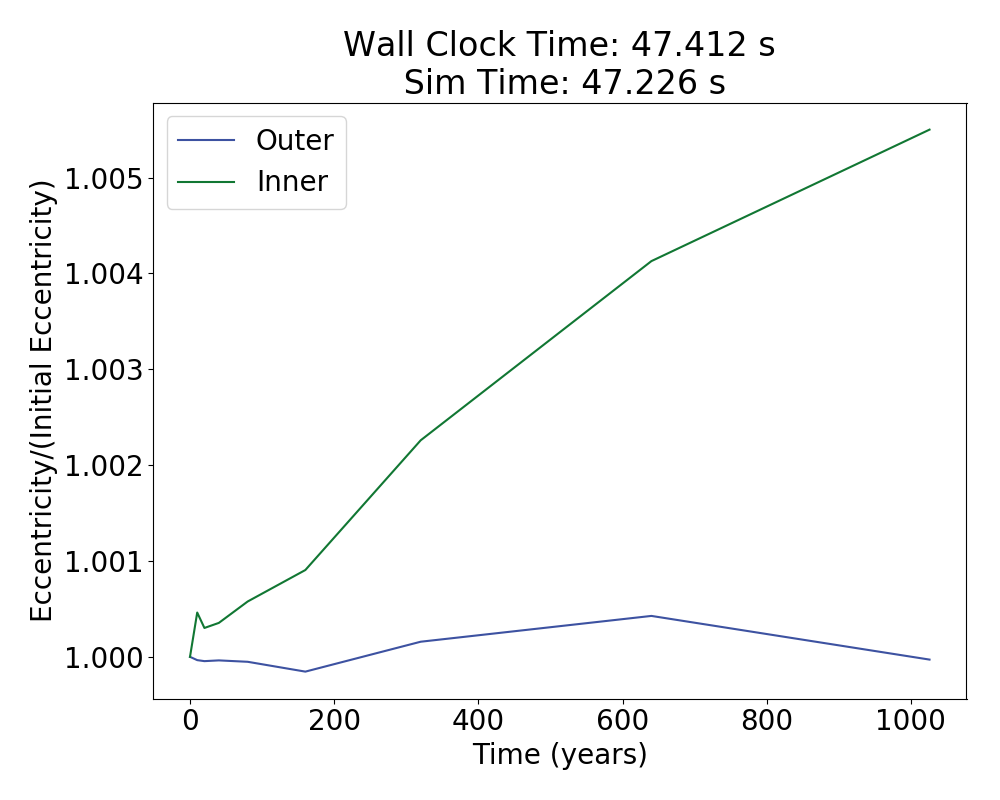 Wall Clock Time: 47.412 s
Sim Time: 47.226 s
Outer
Inner
Eccentricity/(Initial Eccentricity)
1.005
1.004
1.003
1.002
1.001
1.000
0 200 400 600 800 1000
Time (years)